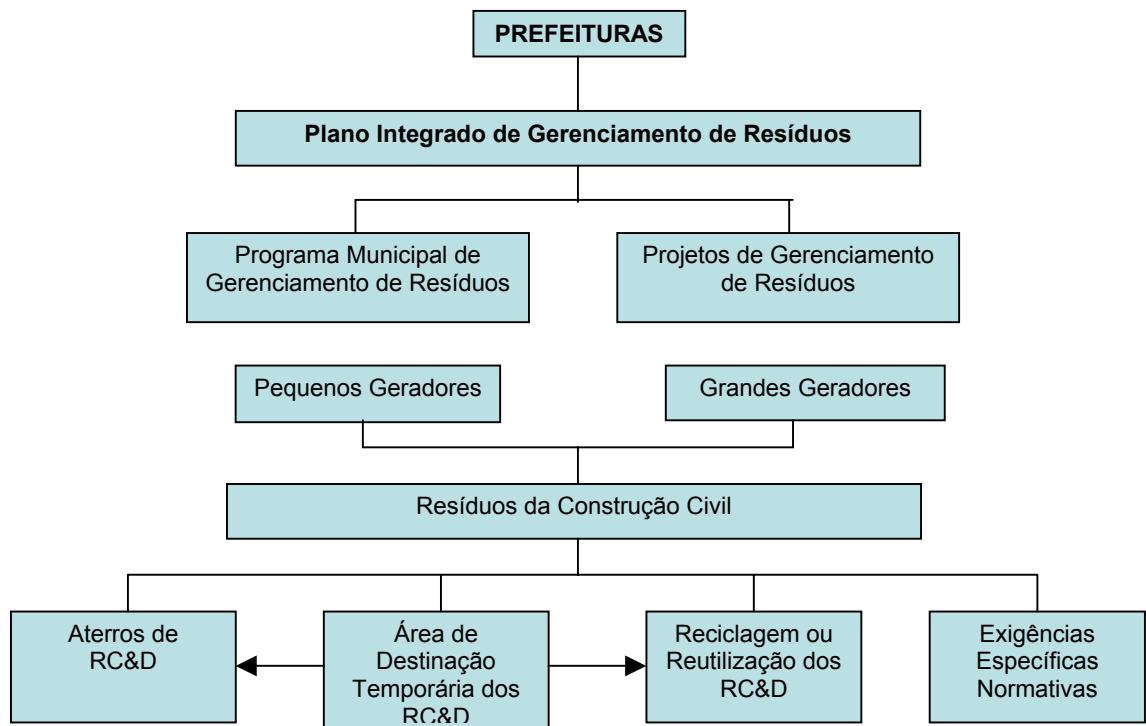 PREFEITURAS
Plano Integrado de Gerenciamento de Resíduos
Programa Municipal de
Gerenciamento de Resíduos
Projetos de Gerenciamento
de Resíduos
Pequenos Geradores
Grandes Geradores
Resíduos da Construção Civil
Aterros de
RC&D
Área de
Destinação
Temporária dos
RC&D
Reciclagem ou
Reutilização dos
RC&D
Exigências
Específicas
Normativas